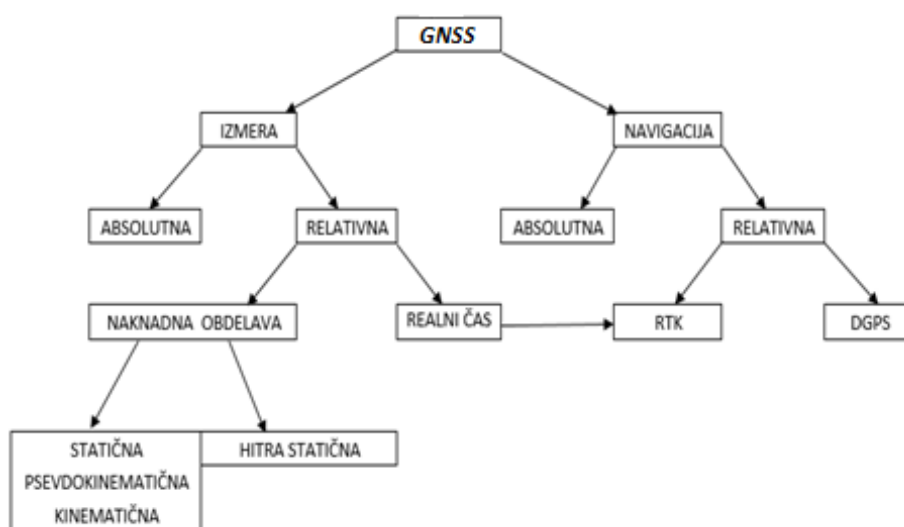 GNSS
IZMERA
NAVIGACIJA
ABSOLUTNA
RELATIVNA
ABSOLUTNA
RELATIVNA
NAKNADNA OBDELAVA
REALNI ČAS
RTK
DGPS
STATIČNA
PSEVDOKINEMATIČNA
KINEMATIČNA
HITRA STATIČNA